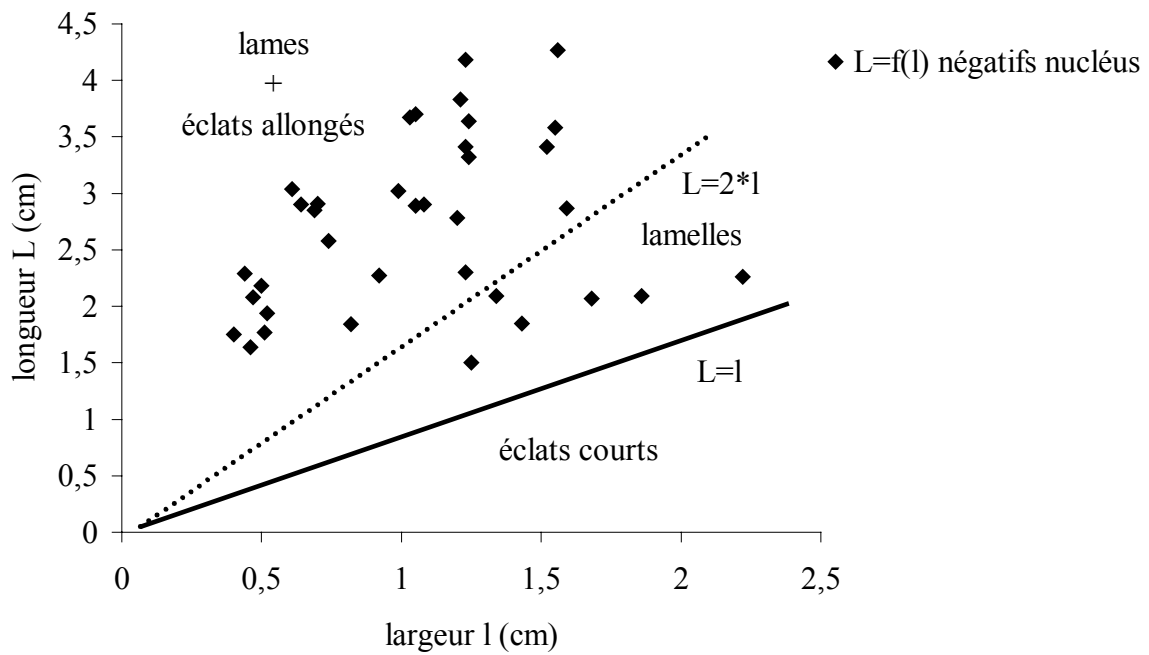 4,5
4
3,5
3
2,5
2
1,5
1
0,5
0
longueur L (cm)
lames
+
éclats allongés
L=f(l) négatifs nucléus
L=2*l
lamelles
L=l
éclats courts
0
0,5
1
1,5
2
2,5
largeur l (cm)